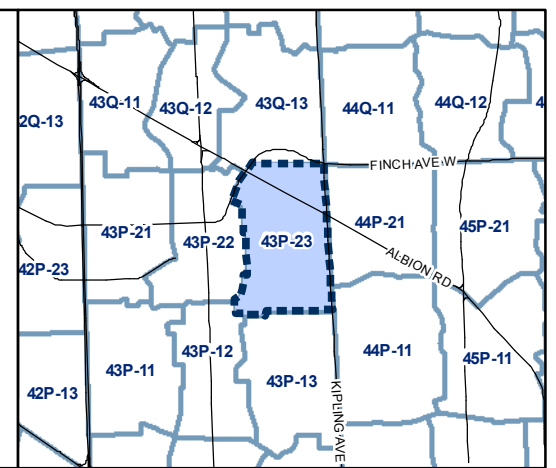 43Q-11
43Q-12
43Q-13
44Q-11
44Q-12
4
2Q-13
FINCH AVE W
43P-21
43P-22
43P-23
44P-21
45P-21
42P-23
ALBION RD
43P-11
43P-12
43P-13
44P-11
45P-11
42P-13
KIPLING AVE